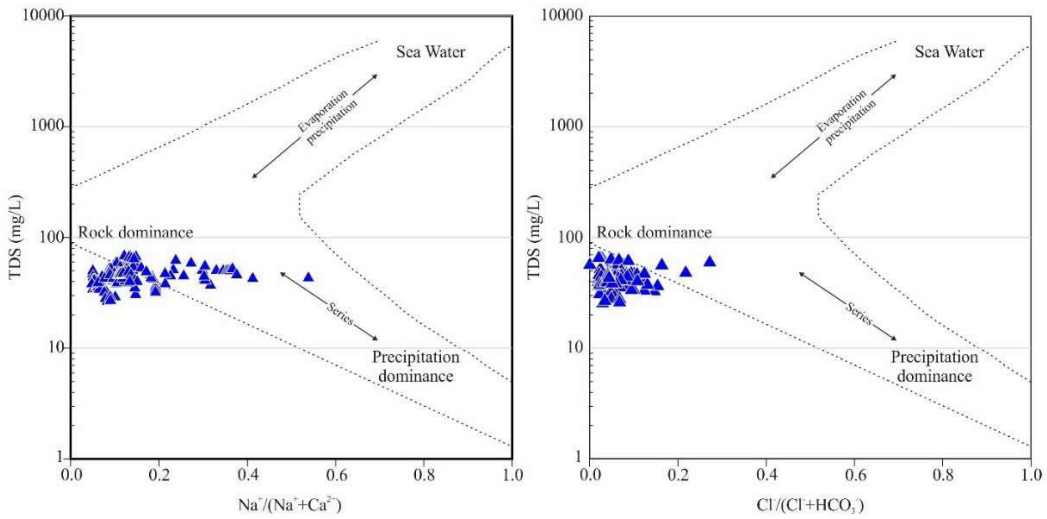 10000
1000
100
10
1
TDS (mg/L)
Sea Water
Evaporation
precipitation
Rock dominance
Series
Precipitation
dominance
0.0 0.2 0.4 0.6 0.8 1.0
Na⁺/(Na⁺+Ca²⁺)
10000
1000
100
10
1
TDS (mg/L)
Sea Water
Evaporation
precipitation
Rock dominance
Series
Precipitation
dominance
0.0 0.2 0.4 0.6 0.8 1.0
Cl⁻/(Cl⁻+HCO₃⁻)